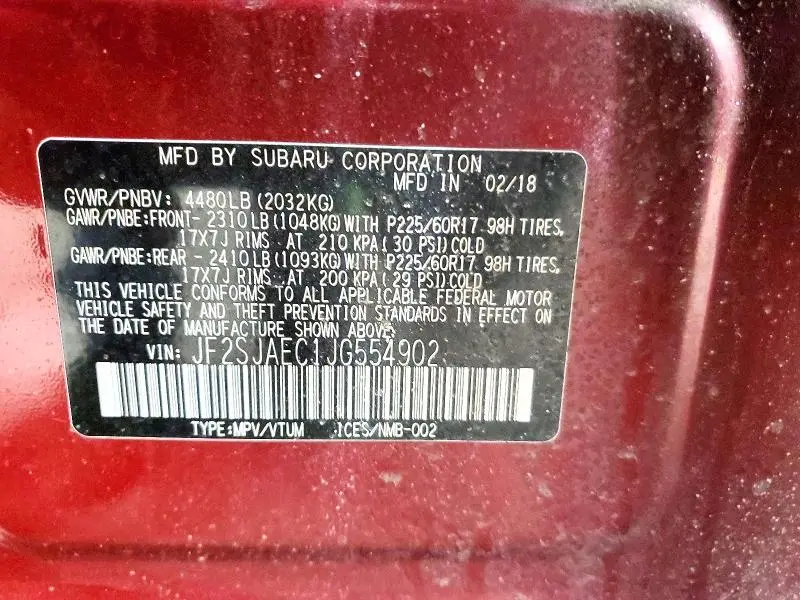 MFD BY SUBARU CORPORATION
MFD IN 02/18
GVWR/PNBV: 4480LB (2032KG)
GAWR/PNBE:FRONT- 2310LB (1048KG) WITH P225/60R17 98H TIRES,
17X7J RIMS AT 210 KPA (30 PSI) COLD
GAWR/PNBE:REAR - 2410LB (1093KG) WITH P225/60R17 98H TIRES,
17X7J RIMS AT 200 KPA (29 PSI) COLD
THIS VEHICLE CONFORMS TO ALL APPLICABLE FEDERAL MOTOR
VEHICLE SAFETY AND THEFT PREVENTION STANDARDS IN EFFECT ON
THE DATE OF MANUFACTURE SHOWN ABOVE.
VIN: JF2SJAEC1JG554902
TYPE:MPV/VTUM ICES/NMB-002